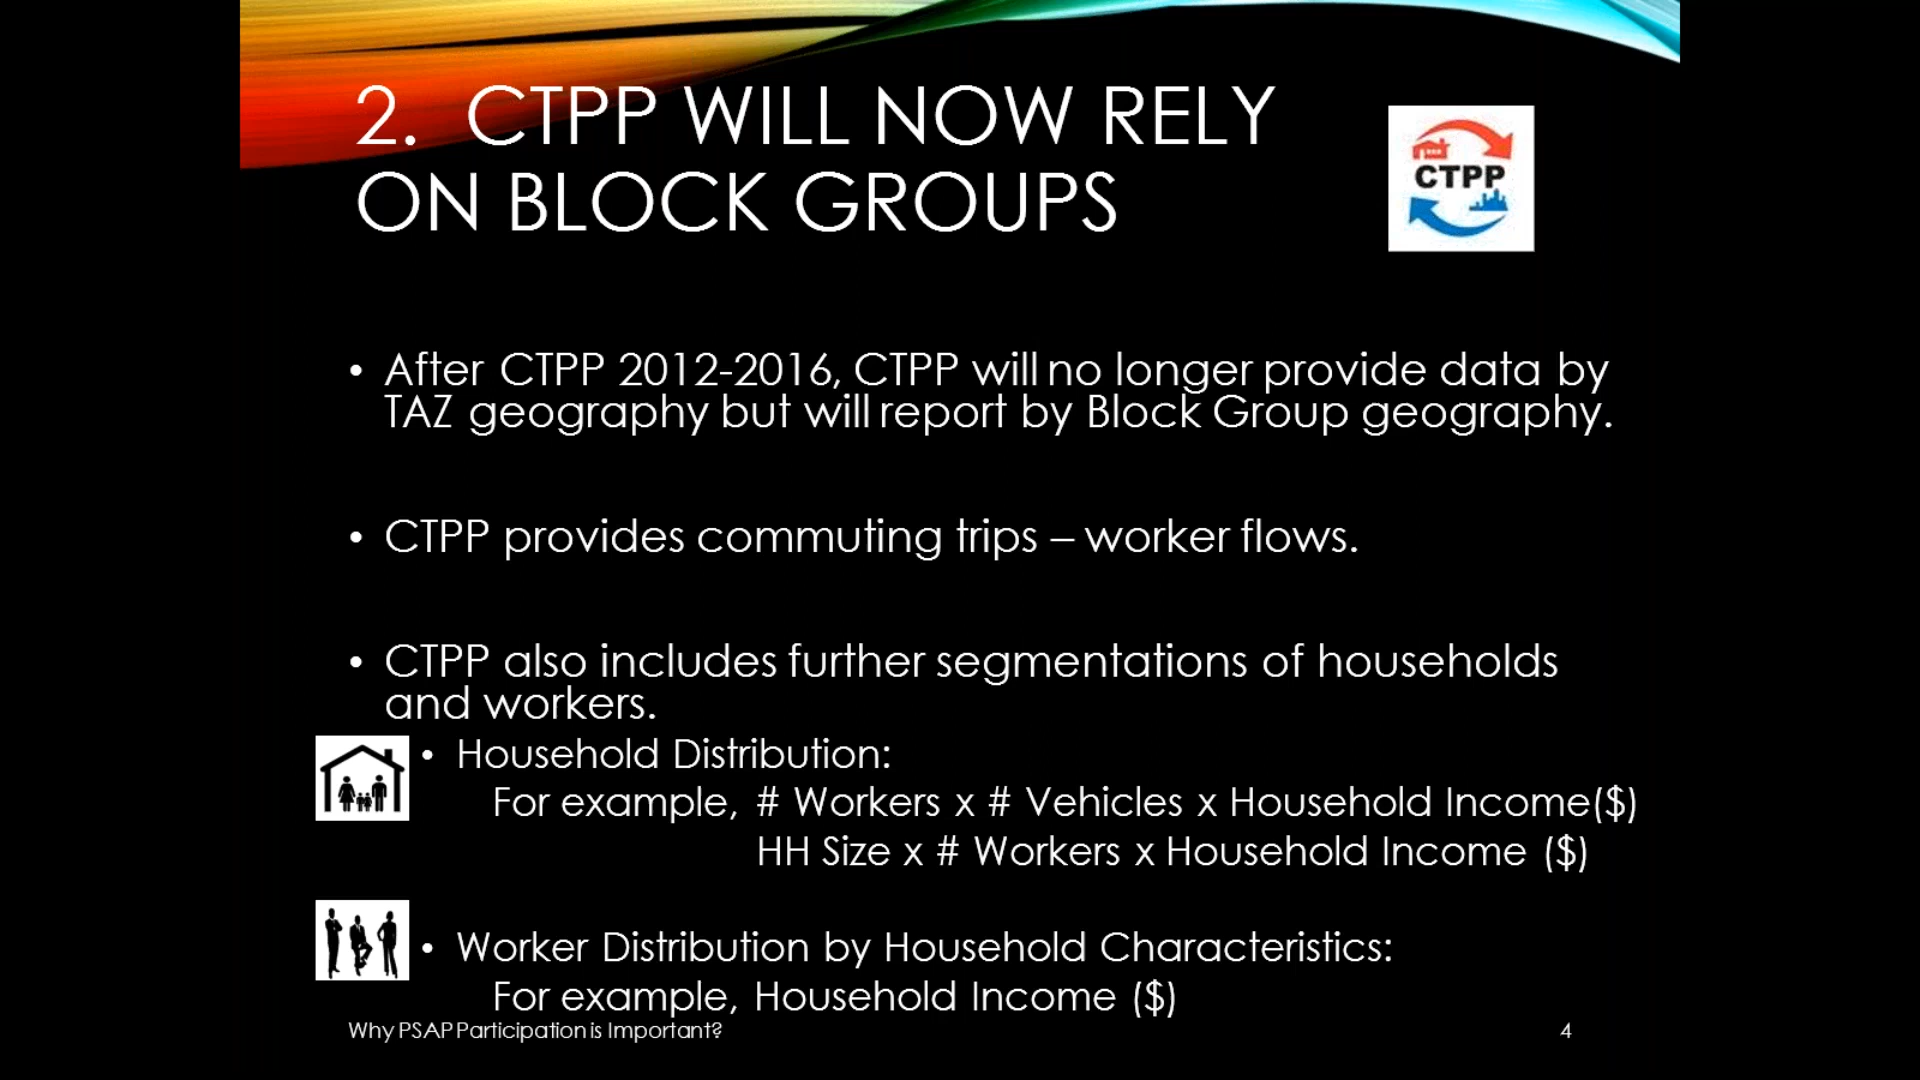 2. CTPP WILL NOW RELY
ON BLOCK GROUPS
CTPP
• After CTPP 2012-2016, CTPP will no longer provide data by
TAZ geography but will report by Block Group geography.
• CTPP provides commuting trips – worker flows.
• CTPP also includes further segmentations of households
and workers.
• Household Distribution:
For example, # Workers x # Vehicles x Household Income($)
HH Size x # Workers x Household Income ($)
• Worker Distribution by Household Characteristics:
For example, Household Income ($)
Why PSAP Participation is Important?
4